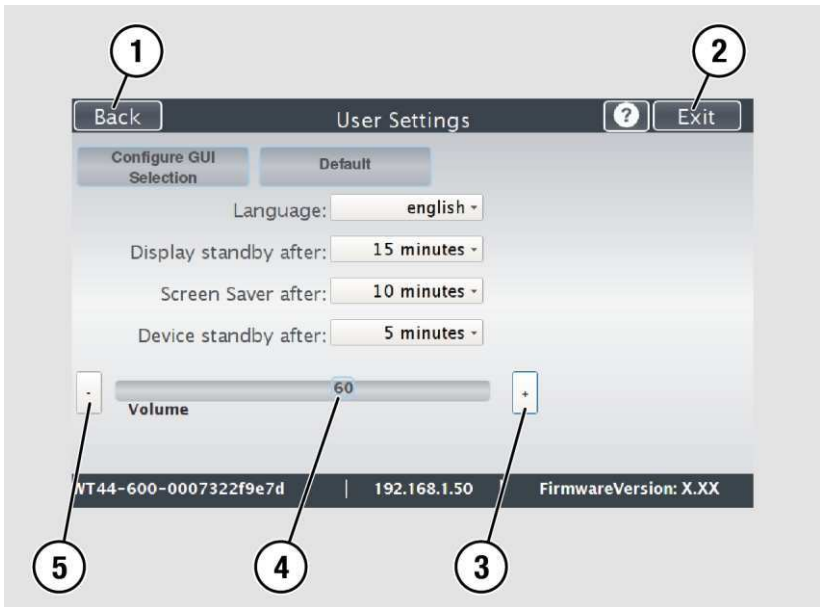 1
2
Back
User Settings
?
Exit
Configure GUI
Selection
Default
Language:
english
Display standby after:
15 minutes
Screen Saver after:
10 minutes
Device standby after:
5 minutes
-
60
+
Volume
WT44-600-0007322f9e7d | 192.168.1.50 | FirmwareVersion: X.XX
5
4
3